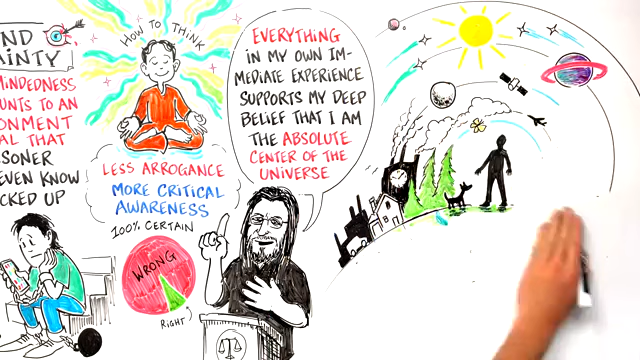 ND
AINTY
MINDEDNESS
UNTS TO AN
ONMENT
AL THAT
SONER
EVEN KNOW
CKED UP
HOW TO THINK
LESS ARROGANCE
MORE CRITICAL
AWARENESS
100% CERTAIN
WRONG
RIGHT
EVERYTHING
IN MY OWN IM-
MEDIATE EXPERIENCE
SUPPORTS MY DEEP
BELIEF THAT I AM
THE ABSOLUTE
CENTER OF THE
UNIVERSE